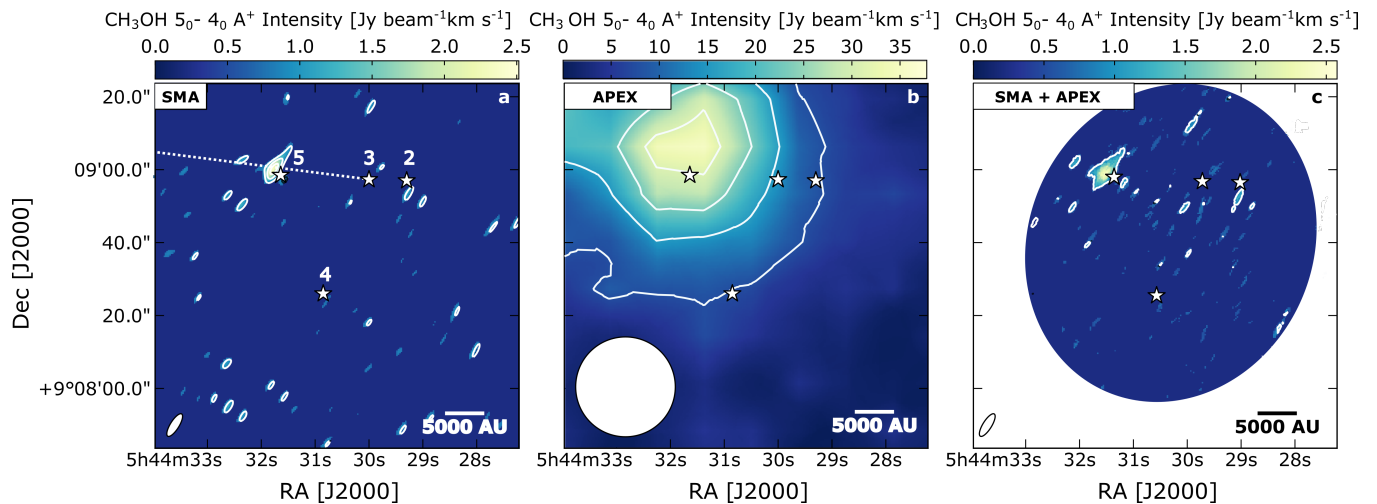 CH₃OH 5₀- 4₀ A⁺ Intensity [Jy beam⁻¹km s⁻¹]
0.0 0.5 1.0 1.5 2.0 2.5
SMA
a
5 3 2
4
20.0"
09'00.0"
40.0"
20.0"
+9°08'00.0"
5000 AU
5h44m33s 32s 31s 30s 29s 28s
Dec [J2000]
RA [J2000]
CH₃OH 5₀- 4₀ A⁺ Intensity [Jy beam⁻¹km s⁻¹]
0 5 10 15 20 25 30 35
APEX
b
5000 AU
5h44m33s 32s 31s 30s 29s 28s
RA [J2000]
CH₃OH 5₀- 4₀ A⁺ Intensity [Jy beam⁻¹km s⁻¹]
0.0 0.5 1.0 1.5 2.0 2.5
SMA + APEX
c
5000 AU
5h44m33s 32s 31s 30s 29s 28s
RA [J2000]